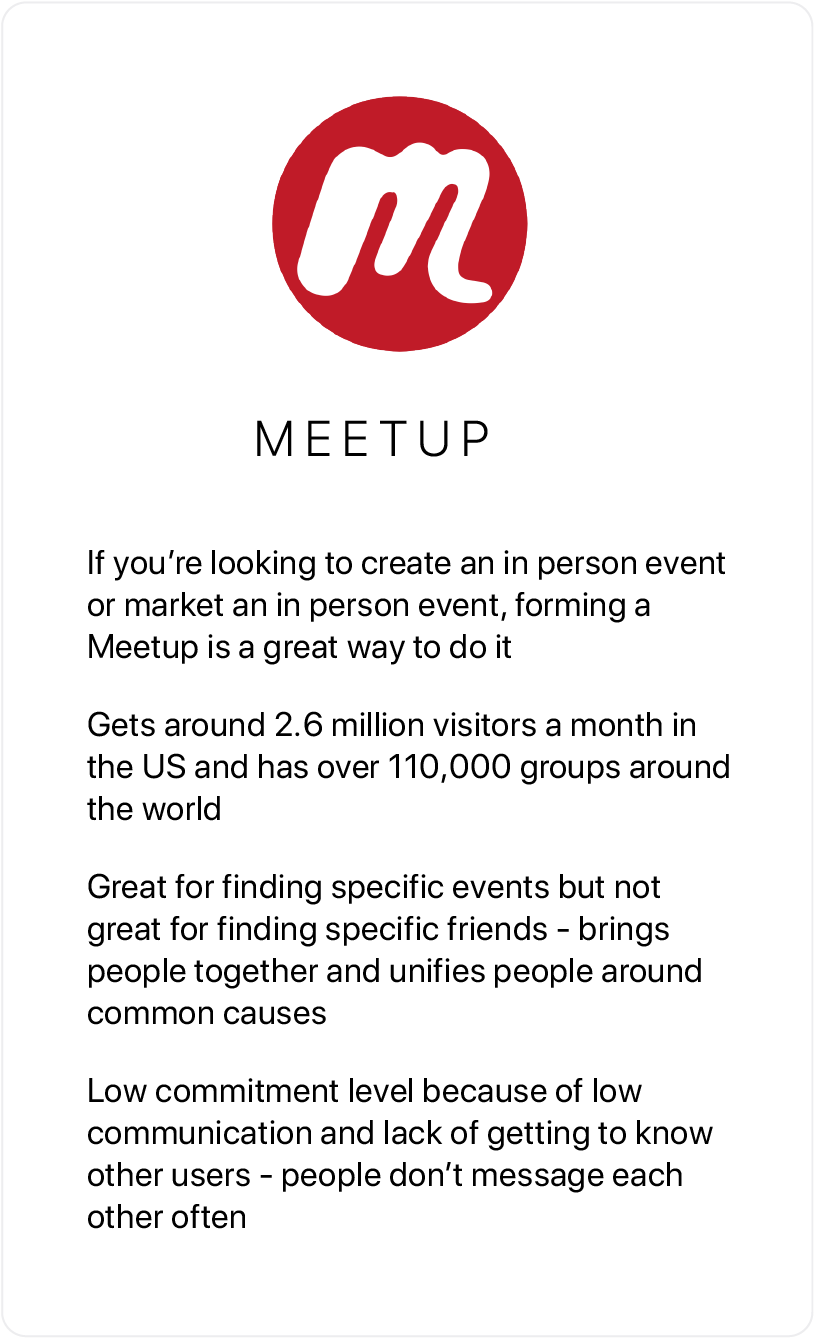 m
MEETUP
If you’re looking to create an in person event
or market an in person event, forming a
Meetup is a great way to do it
Gets around 2.6 million visitors a month in
the US and has over 110,000 groups around
the world
Great for finding specific events but not
great for finding specific friends - brings
people together and unifies people around
common causes
Low commitment level because of low
communication and lack of getting to know
other users - people don’t message each
other often